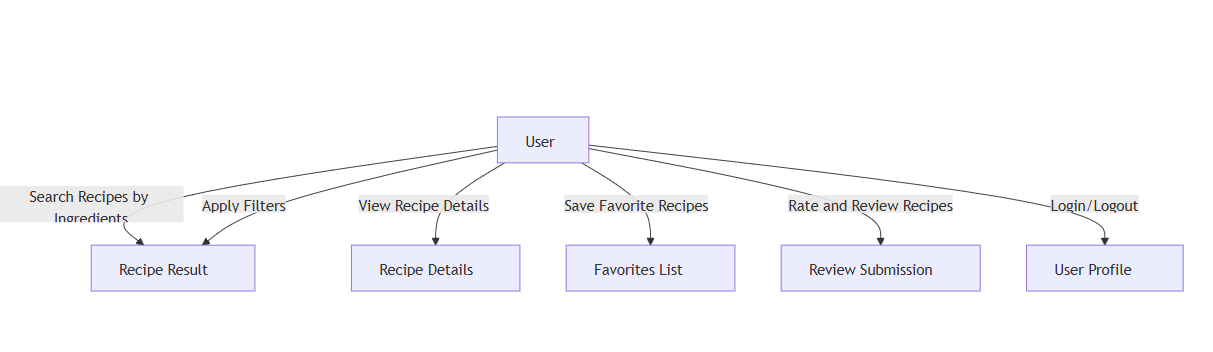 User
Search Recipes by
Ingredients
Apply Filters
View Recipe Details
Save Favorite Recipes
Rate and Review Recipes
Login/Logout
Recipe Result
Recipe Details
Favorites List
Review Submission
User Profile